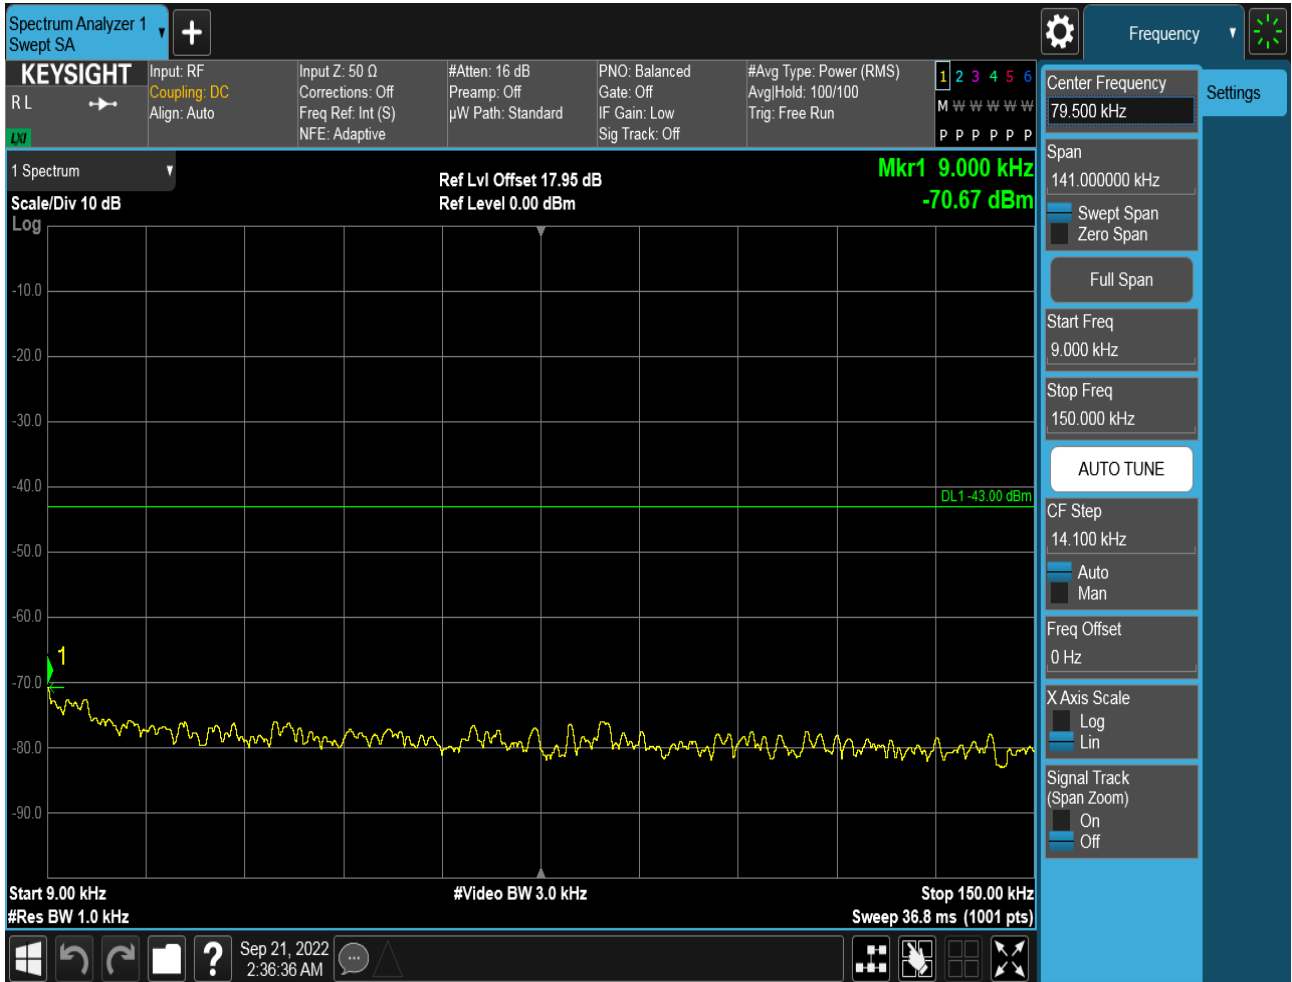 Spectrum Analyzer 1
Swept SA
Frequency
KEYSIGHT
R L
LXI
Input: RF
Coupling: DC
Align: Auto
Input Z: 50 Ω
Corrections: Off
Freq Ref: Int (S)
NFE: Adaptive
#Atten: 16 dB
Preamp: Off
µW Path: Standard
PNO: Balanced
Gate: Off
IF Gain: Low
Sig Track: Off
#Avg Type: Power (RMS)
Avg|Hold: 100/100
Trig: Free Run
1 2 3 4 5 6
M W W W W W
P P P P P P
1 Spectrum
Scale/Div 10 dB
Log
Ref Lvl Offset 17.95 dB
Ref Level 0.00 dBm
Mkr1 9.000 kHz
-70.67 dBm
-10.0
-20.0
-30.0
-40.0
DL1 -43.00 dBm
-50.0
-60.0
1
-70.0
-80.0
-90.0
Start 9.00 kHz
#Video BW 3.0 kHz
Stop 150.00 kHz
#Res BW 1.0 kHz
Sweep 36.8 ms (1001 pts)
?
Sep 21, 2022
2:36:36 AM
Center Frequency
79.500 kHz
Settings
Span
141.000000 kHz
Swept Span
Zero Span
Full Span
Start Freq
9.000 kHz
Stop Freq
150.000 kHz
AUTO TUNE
CF Step
14.100 kHz
Auto
Man
Freq Offset
0 Hz
X Axis Scale
Log
Lin
Signal Track
(Span Zoom)
On
Off